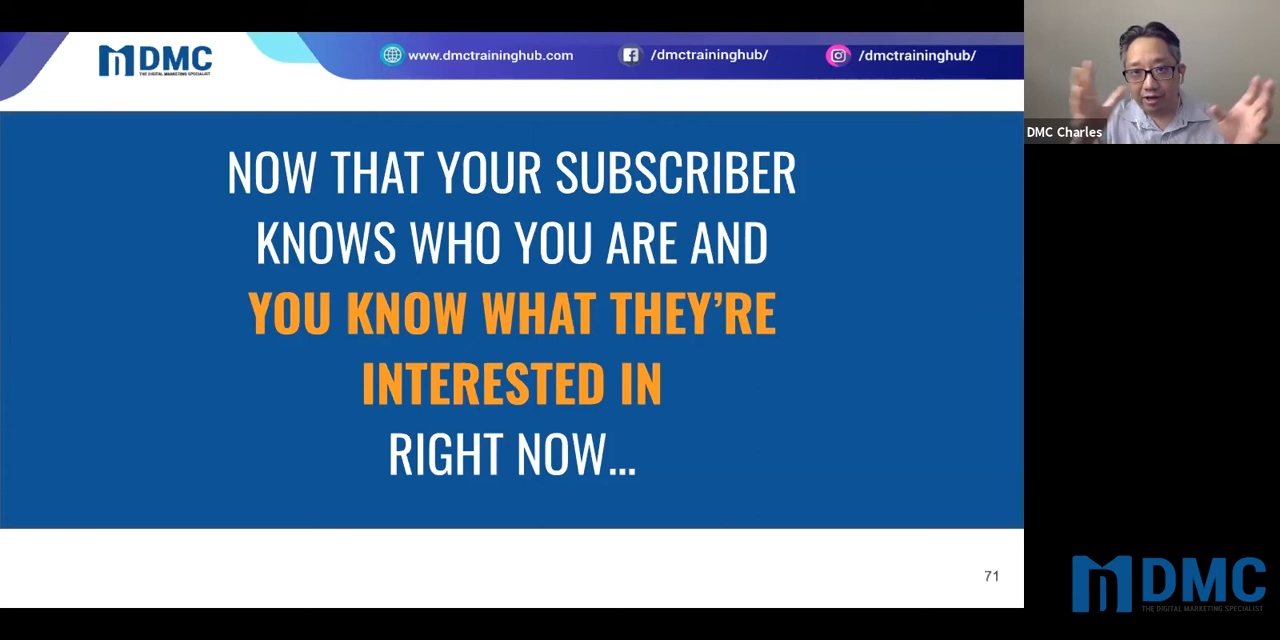 DMC
THE DIGITAL MARKETING SPECIALIST
www.dmctraininghub.com
/dmctraininghub/
/dmctraininghub/
DMC Charles
NOW THAT YOUR SUBSCRIBER
KNOWS WHO YOU ARE AND
YOU KNOW WHAT THEY’RE
INTERESTED IN
RIGHT NOW...
71
DMC
THE DIGITAL MARKETING SPECIALIST